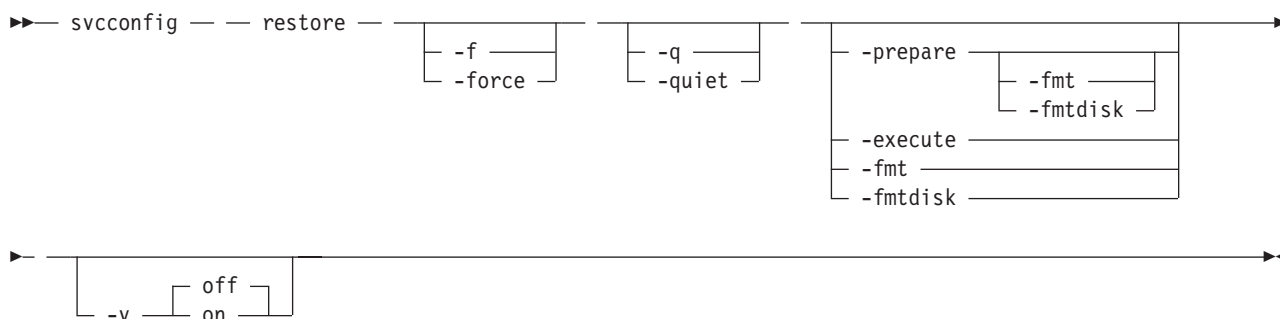 svcconfig restore
-f
-force
-q
-quiet
-prepare
-fmt
-fmtdisk
-execute
-fmt
-fmtdisk
off
-v on